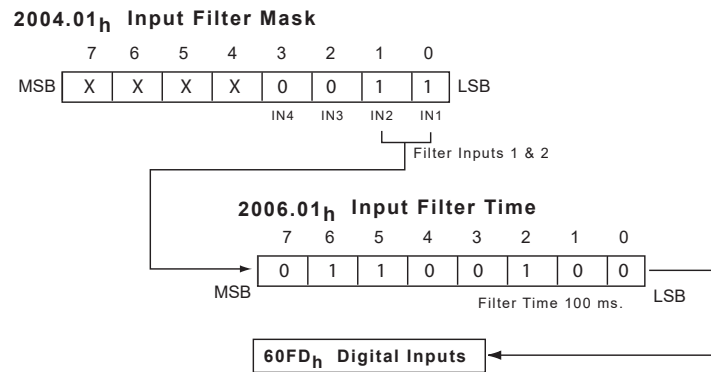 2004.01h Input Filter Mask
7 6 5 4 3 2 1 0
MSB X X X X 0 0 1 1 LSB
IN4 IN3 IN2 IN1
Filter Inputs 1 & 2
2006.01h Input Filter Time
7 6 5 4 3 2 1 0
0 1 1 0 0 1 0 0
MSB Filter Time 100 ms. LSB
60FDh Digital Inputs